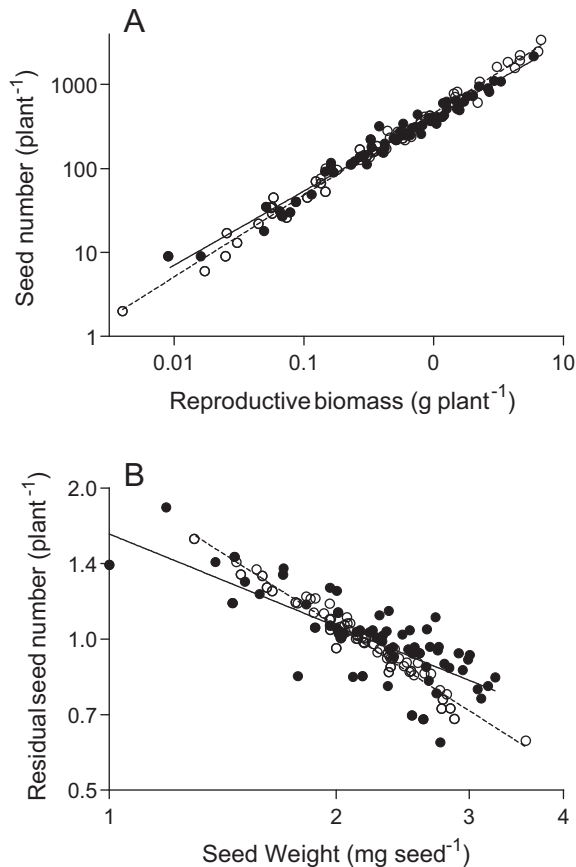 A
Seed number (plant⁻¹)
1000
100
10
1
0.01
0.1
0
10
Reproductive biomass (g plant⁻¹)
B
Residual seed number (plant⁻¹)
2.0
1.4
1.0
0.7
0.5
1
2
3
4
Seed Weight (mg seed⁻¹)